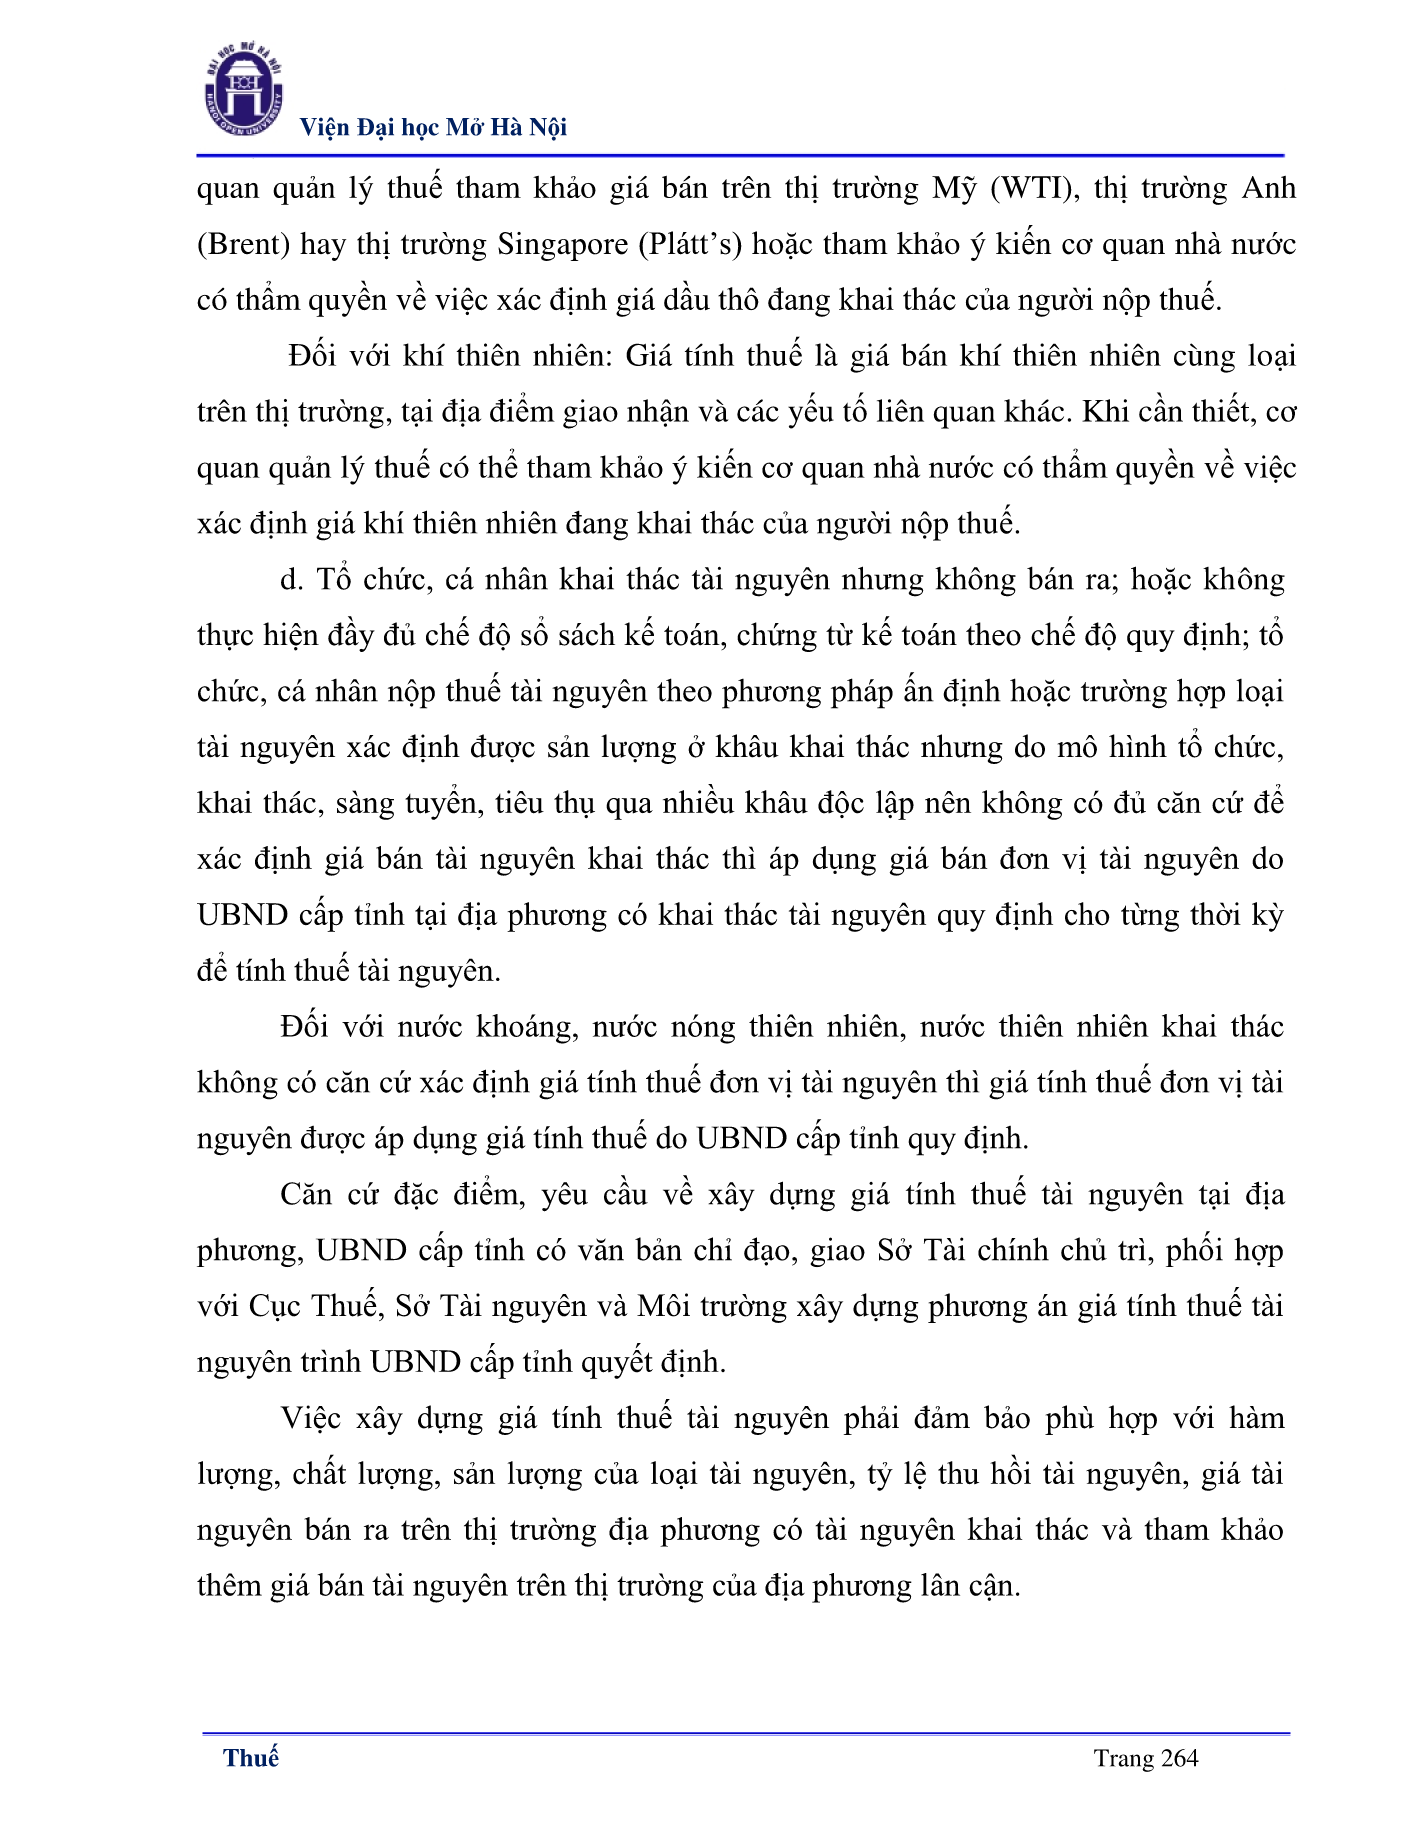 ĐẠI HỌC MỞ HÀ NỘI
HANOI OPEN UNIVERSITY
Viện Đại học Mở Hà Nội
quan quản lý thuế tham khảo giá bán trên thị trường Mỹ (WTI), thị trường Anh
(Brent) hay thị trường Singapore (Plátt’s) hoặc tham khảo ý kiến cơ quan nhà nước
có thẩm quyền về việc xác định giá dầu thô đang khai thác của người nộp thuế.
Đối với khí thiên nhiên: Giá tính thuế là giá bán khí thiên nhiên cùng loại
trên thị trường, tại địa điểm giao nhận và các yếu tố liên quan khác. Khi cần thiết, cơ
quan quản lý thuế có thể tham khảo ý kiến cơ quan nhà nước có thẩm quyền về việc
xác định giá khí thiên nhiên đang khai thác của người nộp thuế.
d. Tổ chức, cá nhân khai thác tài nguyên nhưng không bán ra; hoặc không
thực hiện đầy đủ chế độ sổ sách kế toán, chứng từ kế toán theo chế độ quy định; tổ
chức, cá nhân nộp thuế tài nguyên theo phương pháp ấn định hoặc trường hợp loại
tài nguyên xác định được sản lượng ở khâu khai thác nhưng do mô hình tổ chức,
khai thác, sàng tuyển, tiêu thụ qua nhiều khâu độc lập nên không có đủ căn cứ để
xác định giá bán tài nguyên khai thác thì áp dụng giá bán đơn vị tài nguyên do
UBND cấp tỉnh tại địa phương có khai thác tài nguyên quy định cho từng thời kỳ
để tính thuế tài nguyên.
Đối với nước khoáng, nước nóng thiên nhiên, nước thiên nhiên khai thác
không có căn cứ xác định giá tính thuế đơn vị tài nguyên thì giá tính thuế đơn vị tài
nguyên được áp dụng giá tính thuế do UBND cấp tỉnh quy định.
Căn cứ đặc điểm, yêu cầu về xây dựng giá tính thuế tài nguyên tại địa
phương, UBND cấp tỉnh có văn bản chỉ đạo, giao Sở Tài chính chủ trì, phối hợp
với Cục Thuế, Sở Tài nguyên và Môi trường xây dựng phương án giá tính thuế tài
nguyên trình UBND cấp tỉnh quyết định.
Việc xây dựng giá tính thuế tài nguyên phải đảm bảo phù hợp với hàm
lượng, chất lượng, sản lượng của loại tài nguyên, tỷ lệ thu hồi tài nguyên, giá tài
nguyên bán ra trên thị trường địa phương có tài nguyên khai thác và tham khảo
thêm giá bán tài nguyên trên thị trường của địa phương lân cận.
Thuế
Trang 264